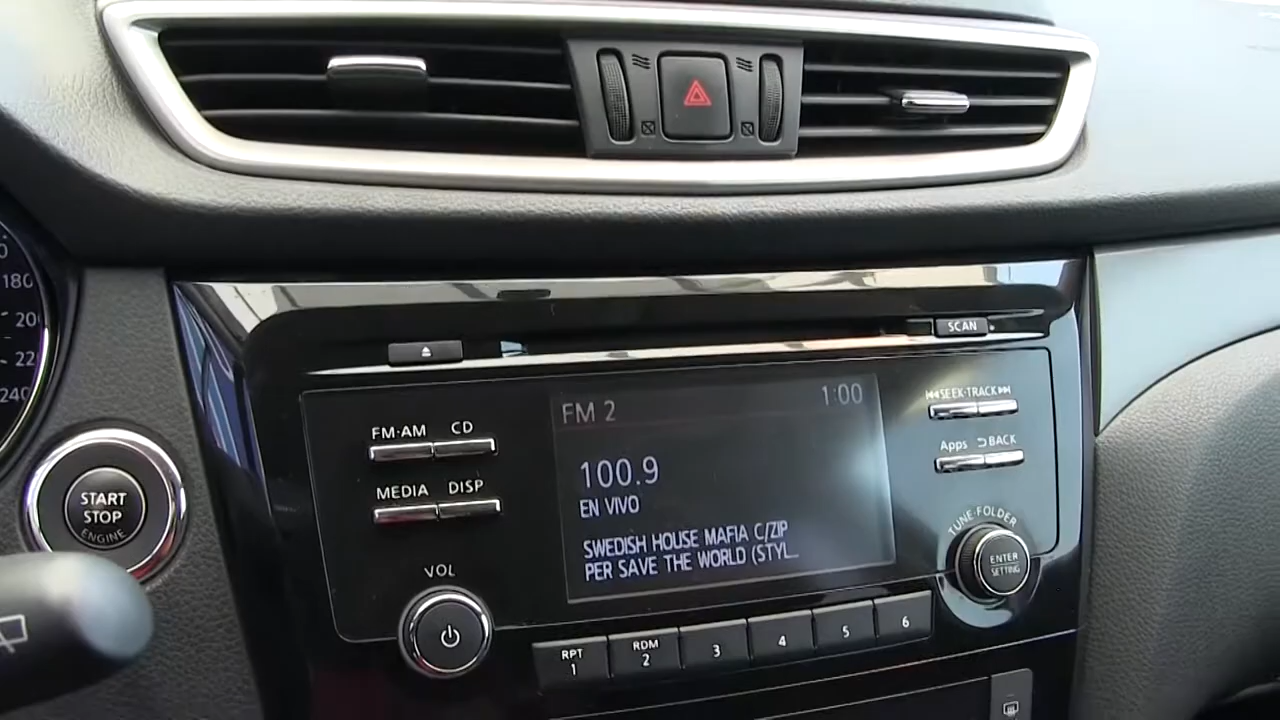 180
20
22
240
START
STOP
ENGINE
SCAN
FM·AM CD
MEDIA DISP
VOL
FM 2 1:00
100.9
EN VIVO
SWEDISH HOUSE MAFIA C/ZIP
PER SAVE THE WORLD (STYL...
SEEK·TRACK
Apps BACK
TUNE·FOLDER
ENTER
SETTING
RPT
1
RDM
2
3
4
5
6